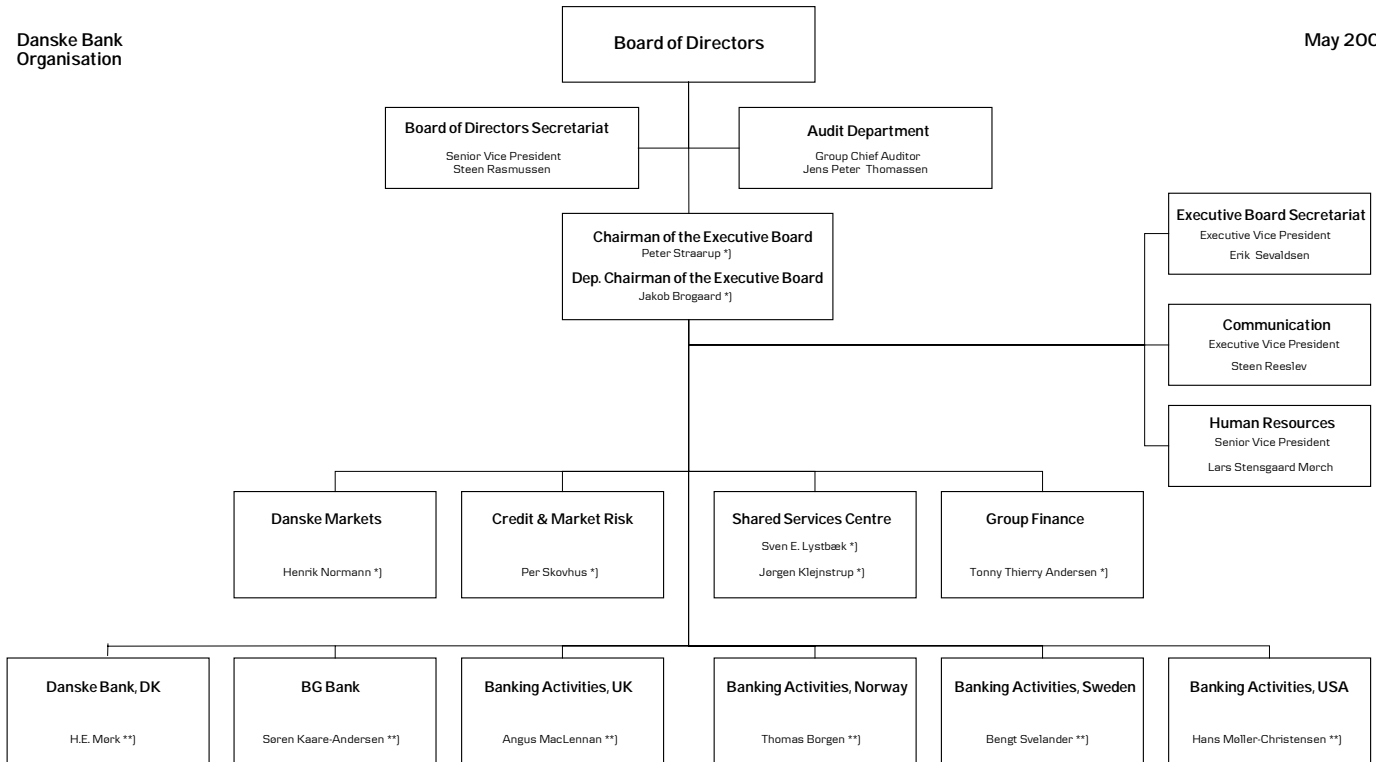 Danske Bank
Organisation
May 200
Board of Directors
Board of Directors Secretariat
Senior Vice President
Steen Rasmussen
Audit Department
Group Chief Auditor
Jens Peter Thomassen
Chairman of the Executive Board
Peter Straarup *)
Dep. Chairman of the Executive Board
Jakob Brogaard *)
Executive Board Secretariat
Executive Vice President
Erik Sevaldsen
Communication
Executive Vice President
Steen Reeslev
Human Resources
Senior Vice President
Lars Stensgaard Mørch
Danske Markets
Henrik Normann *)
Credit & Market Risk
Per Skovhus *)
Shared Services Centre
Sven E. Lystbæk *)
Jørgen Klejnstrup *)
Group Finance
Tonny Thierry Andersen *)
Danske Bank, DK
H.E. Mørk **)
BG Bank
Søren Kaare-Andersen **)
Banking Activities, UK
Angus MacLennan **)
Banking Activities, Norway
Thomas Borgen **)
Banking Activities, Sweden
Bengt Svelander **)
Banking Activities, USA
Hans Møller-Christensen **)